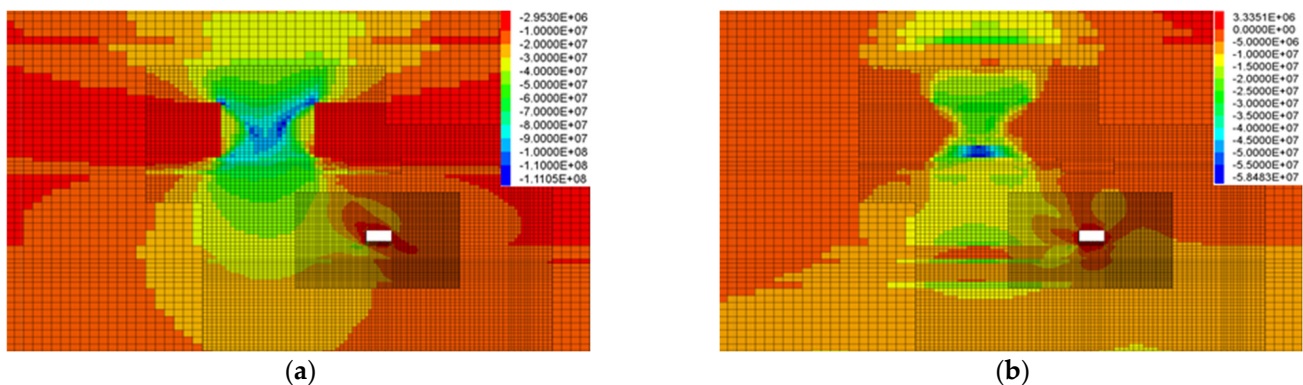 -2.9530E+06
-1.0000E+07
-2.0000E+07
-3.0000E+07
-4.0000E+07
-5.0000E+07
-6.0000E+07
-7.0000E+07
-8.0000E+07
-9.0000E+07
-1.0000E+08
-1.1000E+08
-1.1105E+08
3.3351E+06
0.0000E+00
-5.0000E+06
-1.0000E+07
-1.5000E+07
-2.0000E+07
-2.5000E+07
-3.0000E+07
-3.5000E+07
-4.0000E+07
-4.5000E+07
-5.0000E+07
-5.5000E+07
-5.8483E+07
(a)
(b)